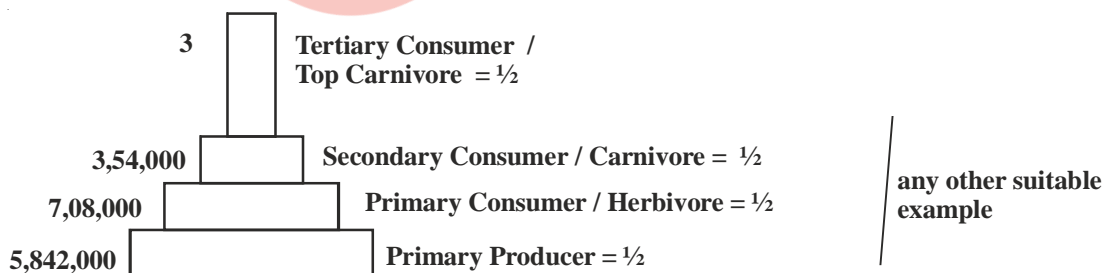 3
Tertiary Consumer /
Top Carnivore = ½
3,54,000
Secondary Consumer / Carnivore = ½
7,08,000
Primary Consumer / Herbivore = ½
5,842,000
Primary Producer = ½
any other suitable
example